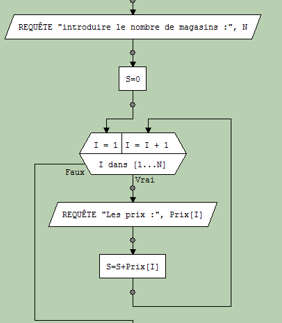 REQUÊTE "introduire le nombre de magasins :", N
S=0
I = 1 I = I + 1
I dans [1...N]
Faux
Vrai
REQUÊTE "Les prix :", Prix[I]
S=S+Prix[I]